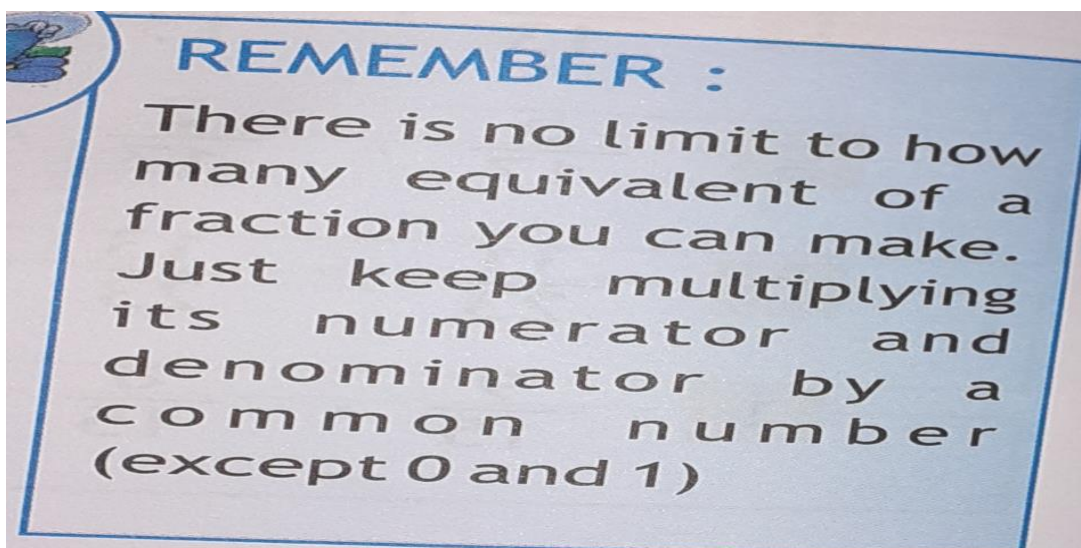 REMEMBER :
There is no limit to how
many equivalent of a
fraction you can make.
Just keep multiplying
its numerator and
denominator by a
common number
(except 0 and 1)